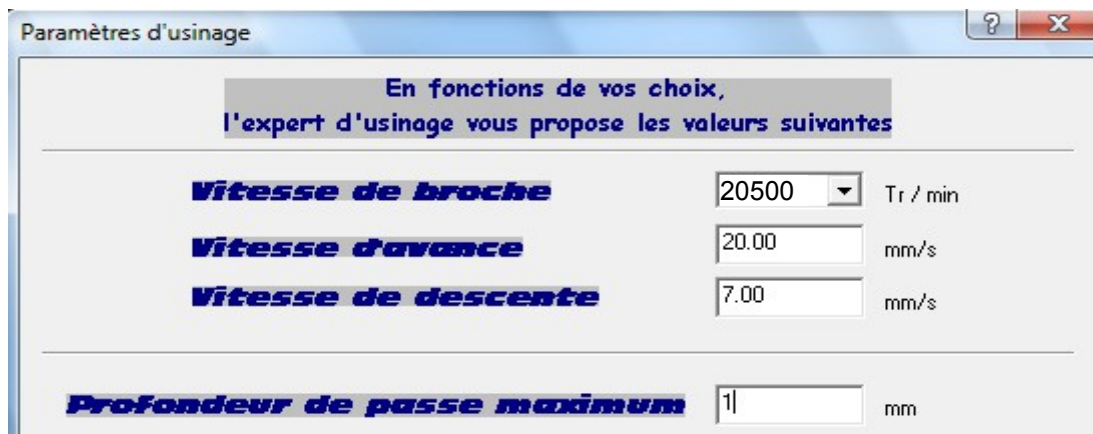 Paramètres d'usinage
En fonctions de vos choix,
l'expert d'usinage vous propose les valeurs suivantes
Vitesse de broche 20500 Tr / min
Vitesse d'avance 20.00 mm/s
Vitesse de descente 7.00 mm/s
Profondeur de passe maximum 1 mm